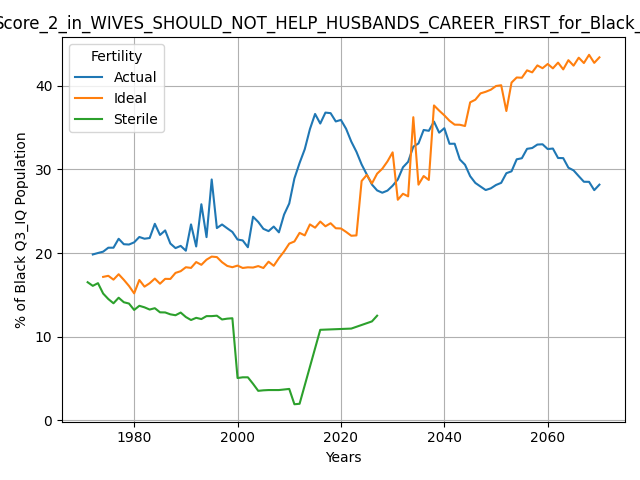 Score_2_in_WIVES_SHOULD_NOT_HELP_HUSBANDS_CAREER_FIRST_for_Black_
Fertility
Actual
Ideal
Sterile
% of Black Q3_IQ Population
40
30
20
10
0
1980
2000
2020
2040
2060
Years